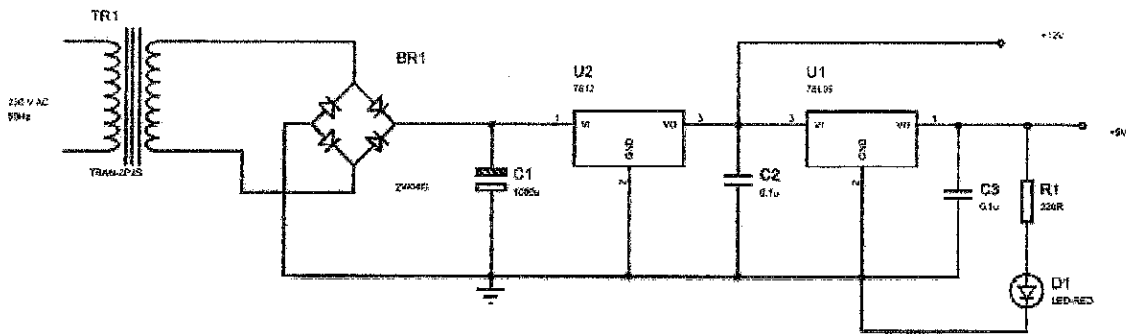 TR1
BR1
U2
7812
U1
78L05
+12V
230 V AC
50Hz
1
VI
VO
3
3
VI
VO
1
+5V
GND
2
GND
2
TRAN-2P2S
C1
C2
0.1u
C3
0.1u
R1
220R
D1
LED-RED